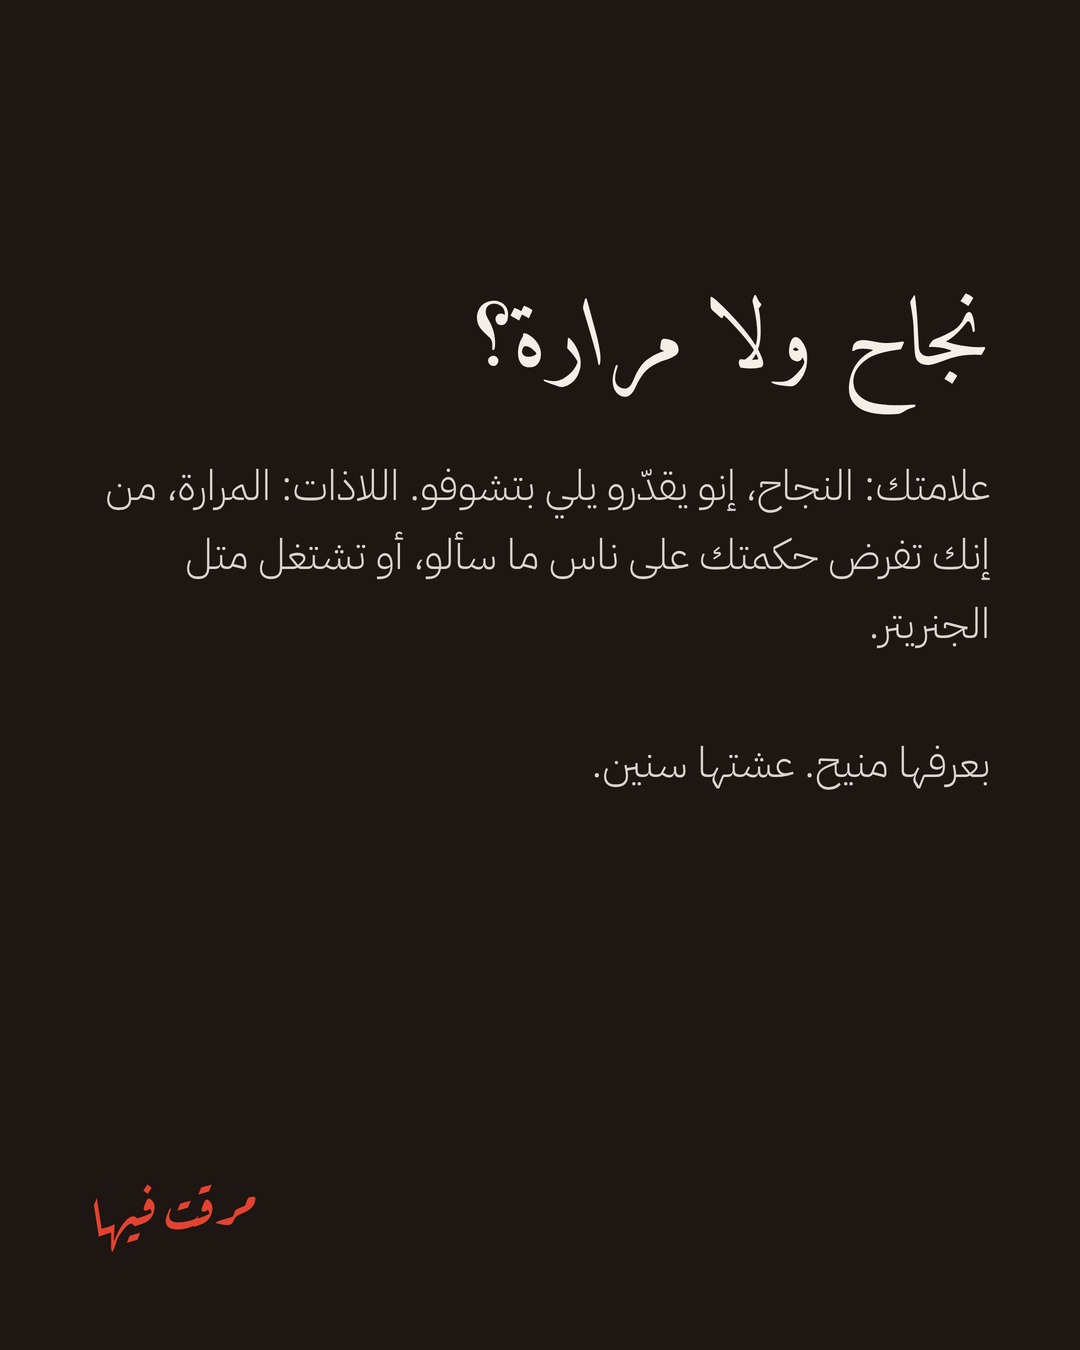 نجاح ولا مرارة؟
علامتك: النجاح، إنو يقدّرو يلي بتشوفو. اللاذات: المرارة، من
إنك تفرض حكمتك على ناس ما سألو، أو تشتغل متل
الجنريتر.
بعرفها منيح. عشتها سنين.
مرقت فيها